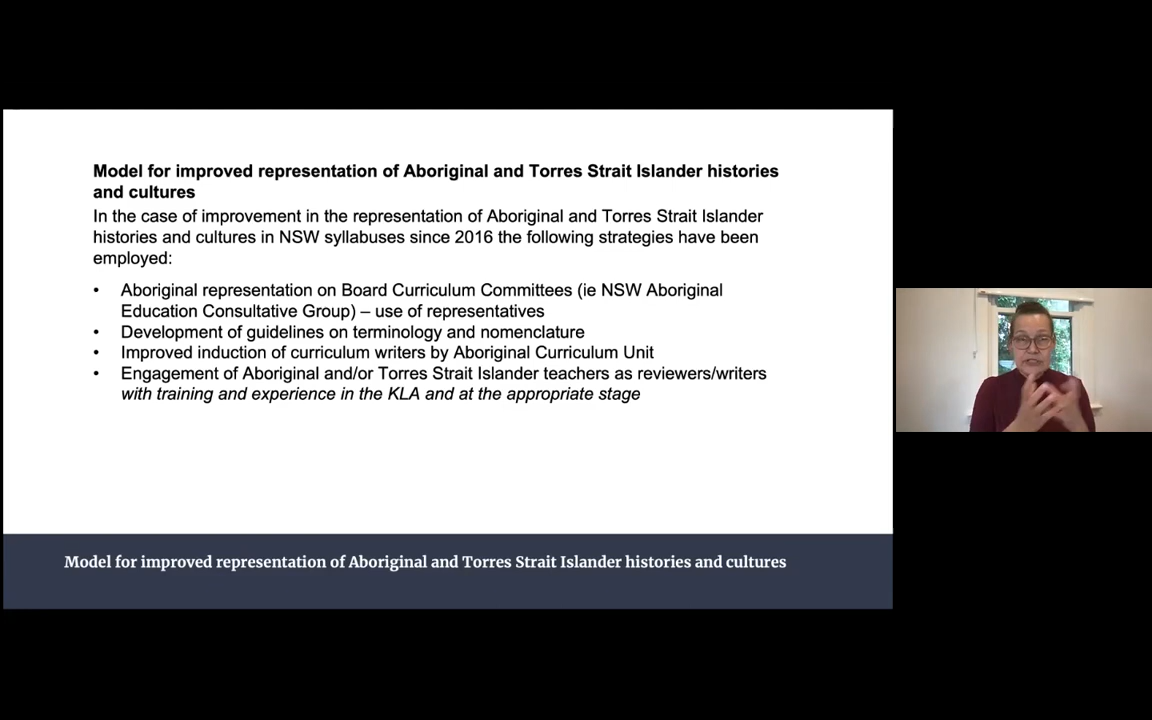 Model for improved representation of Aboriginal and Torres Strait Islander histories
and cultures
In the case of improvement in the representation of Aboriginal and Torres Strait Islander
histories and cultures in NSW syllabuses since 2016 the following strategies have been
employed:
• Aboriginal representation on Board Curriculum Committees (ie NSW Aboriginal
Education Consultative Group) – use of representatives
• Development of guidelines on terminology and nomenclature
• Improved induction of curriculum writers by Aboriginal Curriculum Unit
• Engagement of Aboriginal and/or Torres Strait Islander teachers as reviewers/writers
with training and experience in the KLA and at the appropriate stage
Model for improved representation of Aboriginal and Torres Strait Islander histories and cultures